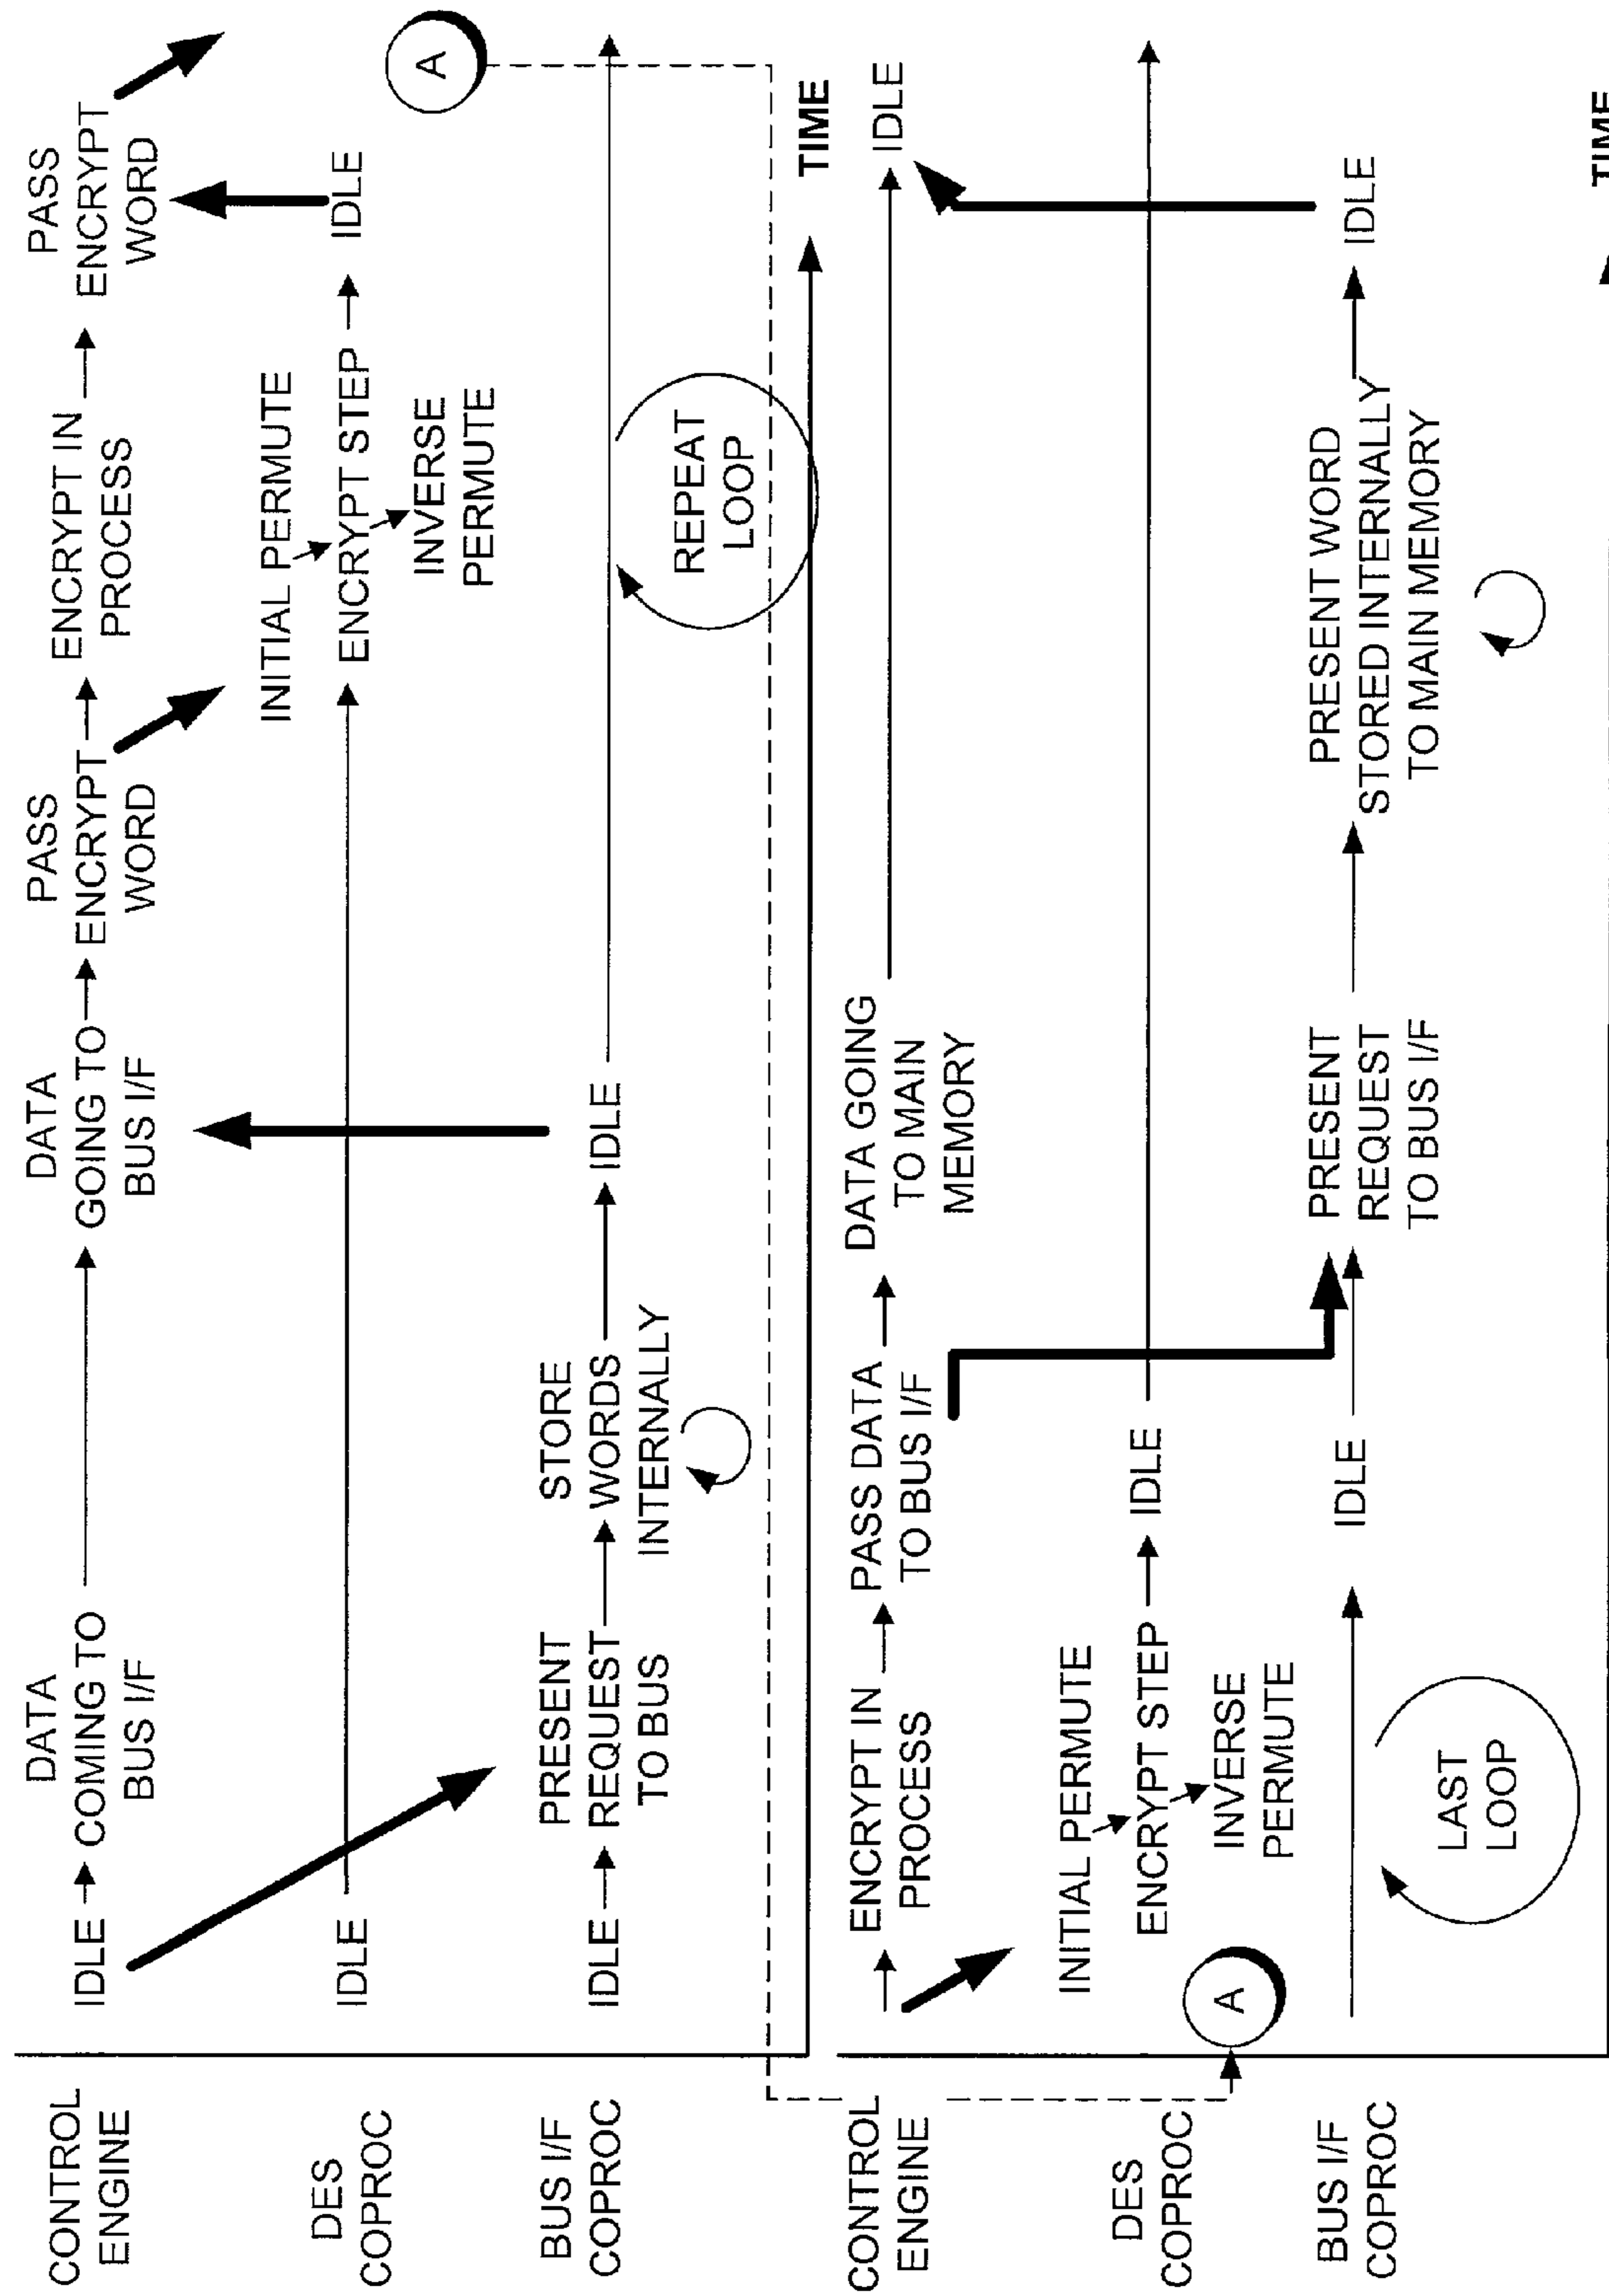 CONTROL
ENGINE
IDLE
DATA
COMING TO
BUS I/F
DATA
GOING TO
BUS I/F
PASS
ENCRYPT
WORD
ENCRYPT IN
PROCESS
PASS
ENCRYPT
WORD
DES
COPROC
IDLE
INITIAL PERMUTE
ENCRYPT STEP
INVERSE
PERMUTE
IDLE
A
BUS I/F
COPROC
IDLE
PRESENT
REQUEST
TO BUS
STORE
WORDS
INTERNALLY
IDLE
REPEAT
LOOP
TIME
CONTROL
ENGINE
ENCRYPT IN
PROCESS
PASS DATA
TO BUS I/F
DATA GOING
TO MAIN
MEMORY
IDLE
DES
COPROC
INITIAL PERMUTE
ENCRYPT STEP
INVERSE
PERMUTE
IDLE
A
BUS I/F
COPROC
IDLE
PRESENT
REQUEST
TO BUS I/F
PRESENT WORD
STORED INTERNALLY
TO MAIN MEMORY
IDLE
LAST
LOOP
TIME